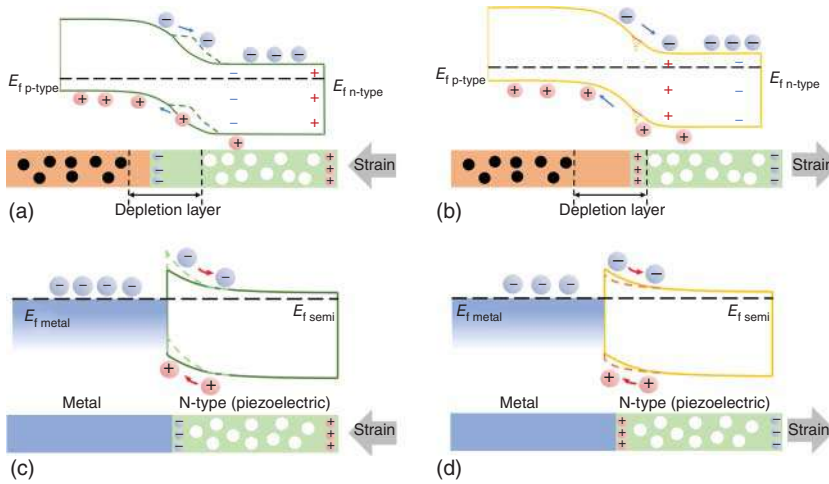 (a)
E_f p-type
E_f n-type
Depletion layer
Strain
(b)
E_f p-type
E_f n-type
Depletion layer
Strain
(c)
E_f metal
E_f semi
Metal
N-type (piezoelectric)
Strain
(d)
E_f metal
E_f semi
Metal
N-type (piezoelectric)
Strain